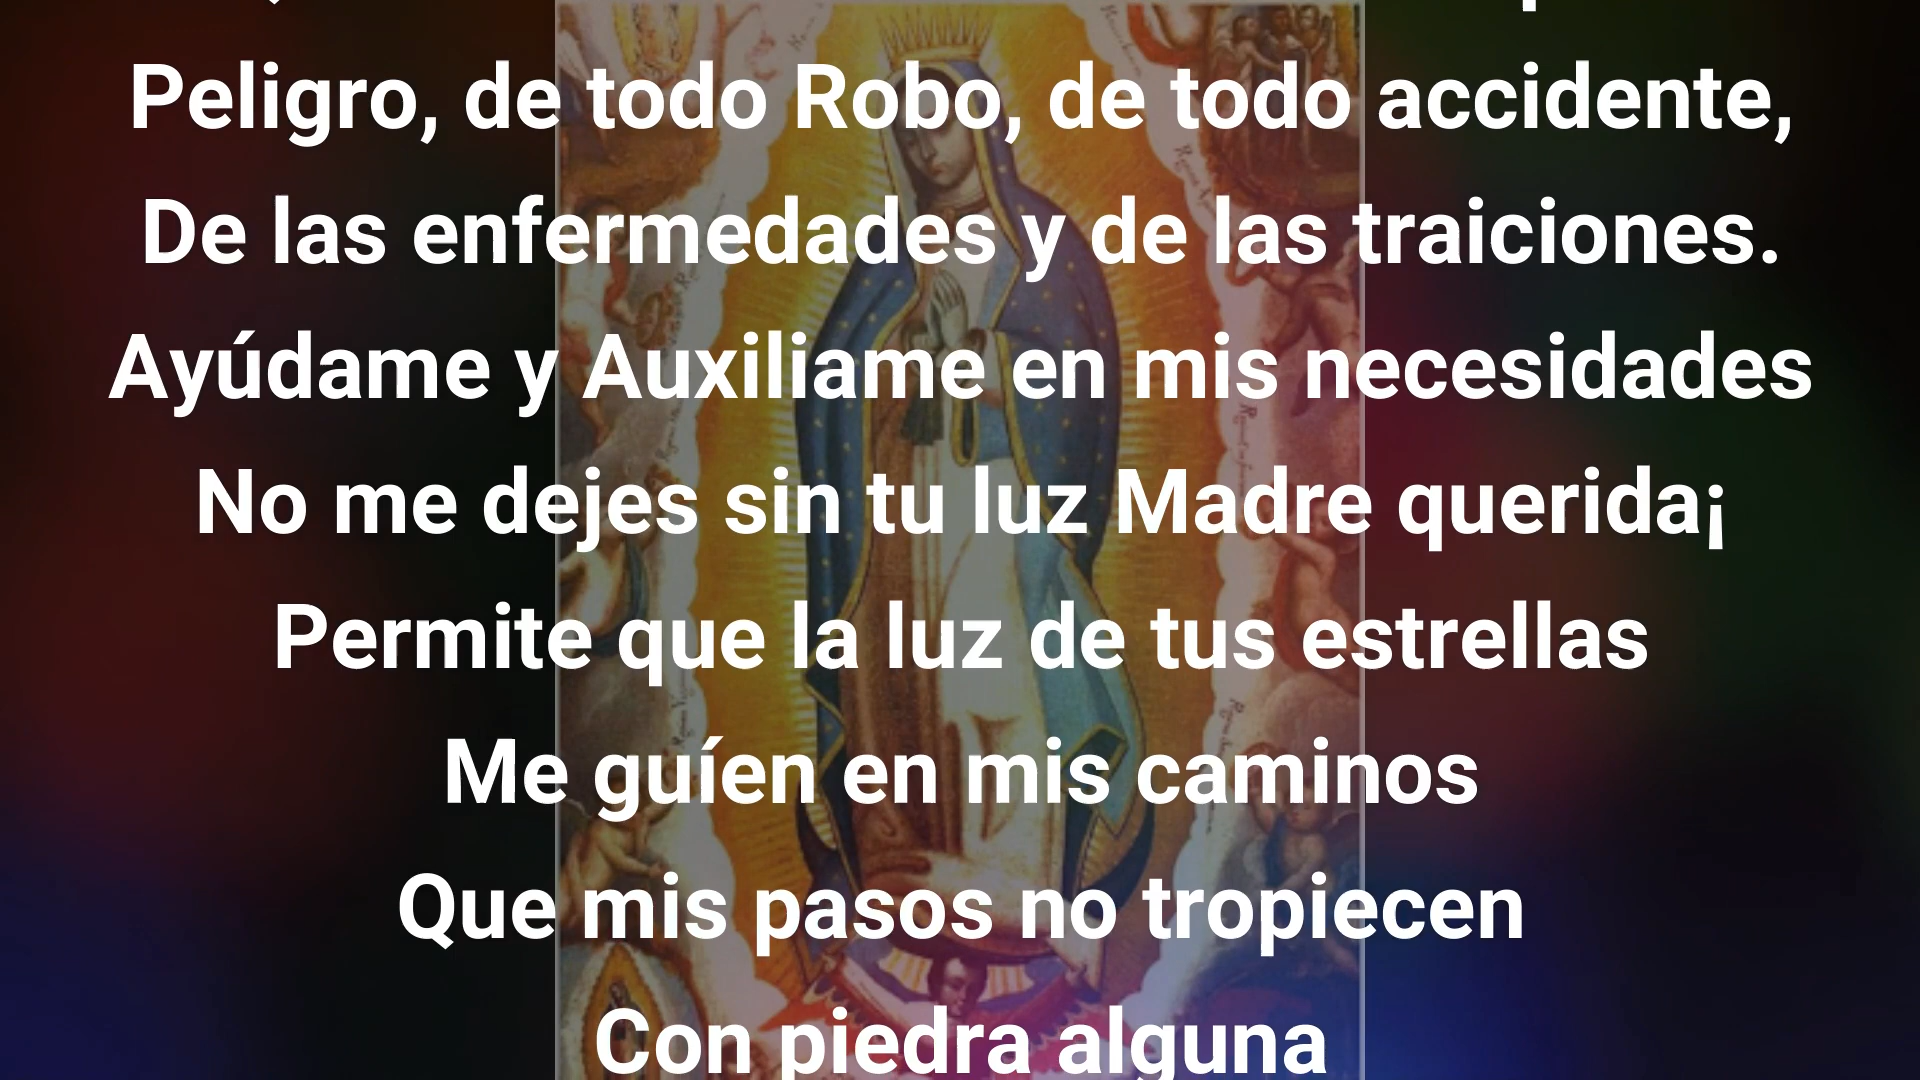 Peligro, de todo Robo, de todo accidente,
De las enfermedades y de las traiciones.
Ayúdame y Auxiliame en mis necesidades
No me dejes sin tu luz Madre querida¡
Permite que la luz de tus estrellas
Me guíen en mis caminos
Que mis pasos no tropiecen
Con piedra alguna